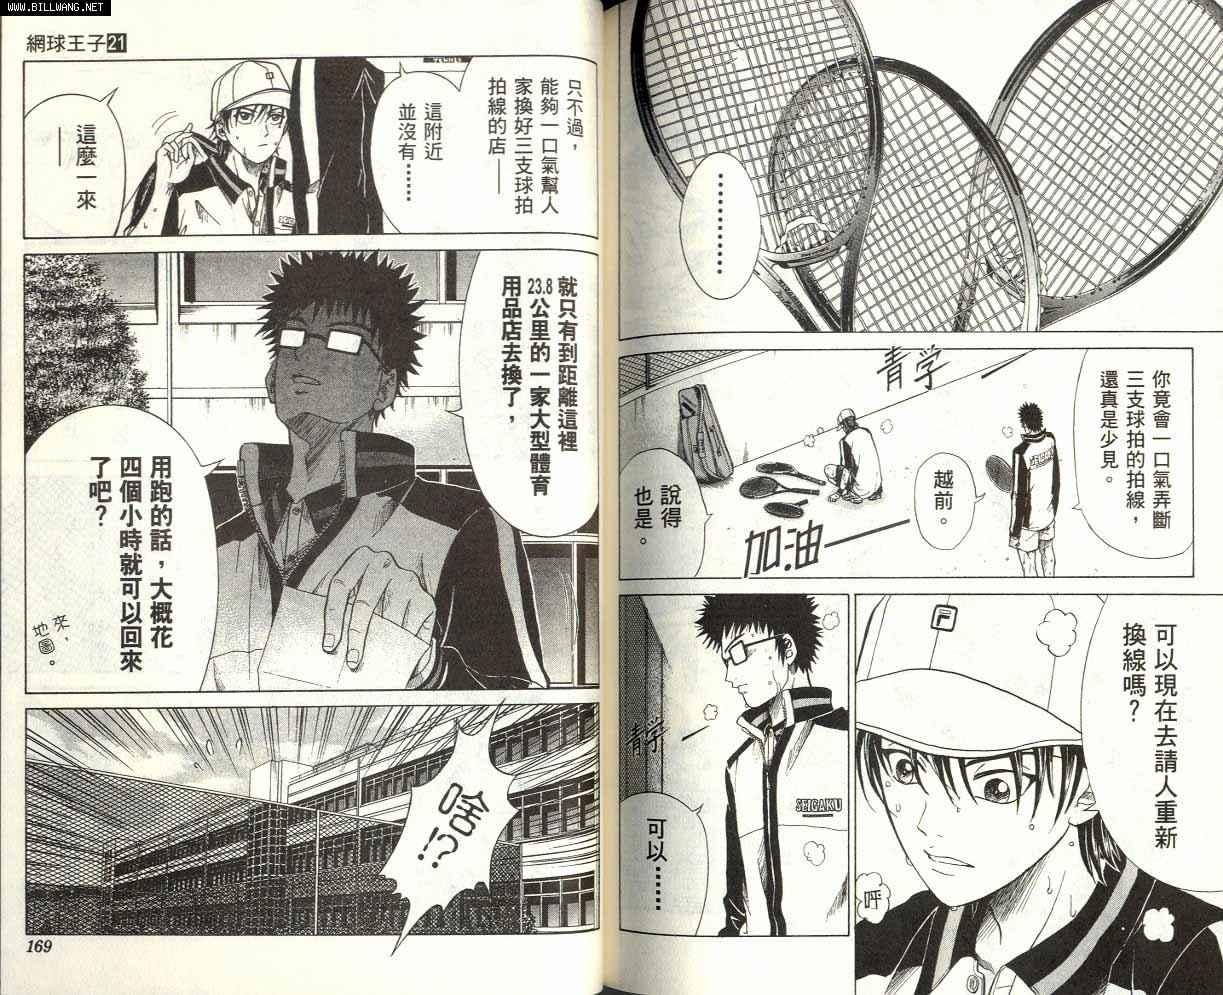 WWW.BILLWANG.NET
…………
你竟會一口氣弄斷
三支球拍的拍線，
還真是少見。
青学
越前。
加油
說得
也是。
可以現在去請人重新
換線嗎？
呼
青学
SEIGAKU
可以……
網球王子21
只不過，
能夠一口氣幫人
家換好三支球拍
拍線的店——
這附近
並沒有……
這麼一來
——
就只有到距離這裡
23.8公里的一家大型體育
用品店去換了，
用跑的話，大概花
四個小時就可以回來
了吧？
來，
地圖。
啥!?
169